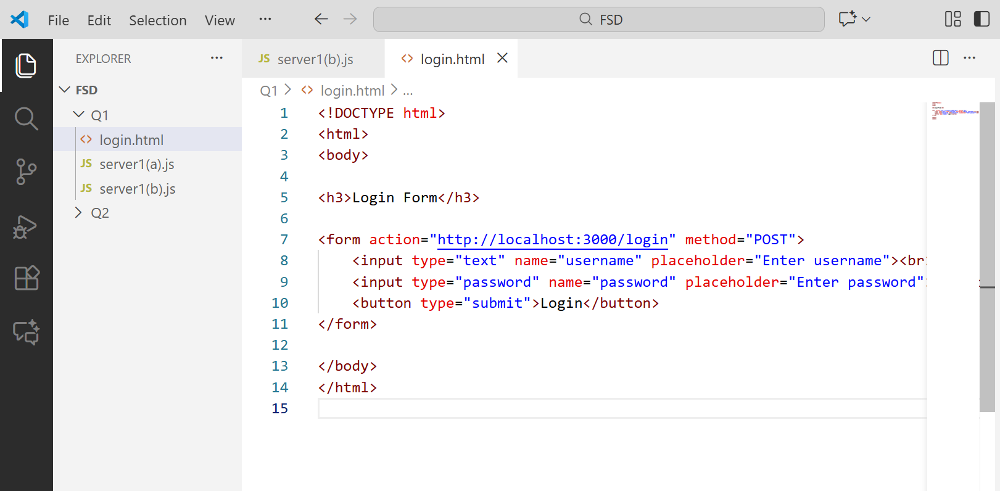 File Edit Selection View ··· FSD
EXPLORER ···
FSD
Q1
<> login.html
JS server1(a).js
JS server1(b).js
Q2
JS server1(b).js <> login.html ···
Q1 > <> login.html > ...
1 <!DOCTYPE html>
2 <html>
3 <body>
4
5 <h3>Login Form</h3>
6
7 <form action="http://localhost:3000/login" method="POST">
8 <input type="text" name="username" placeholder="Enter username"><br
9 <input type="password" name="password" placeholder="Enter password"
10 <button type="submit">Login</button>
11 </form>
12
13 </body>
14 </html>
15